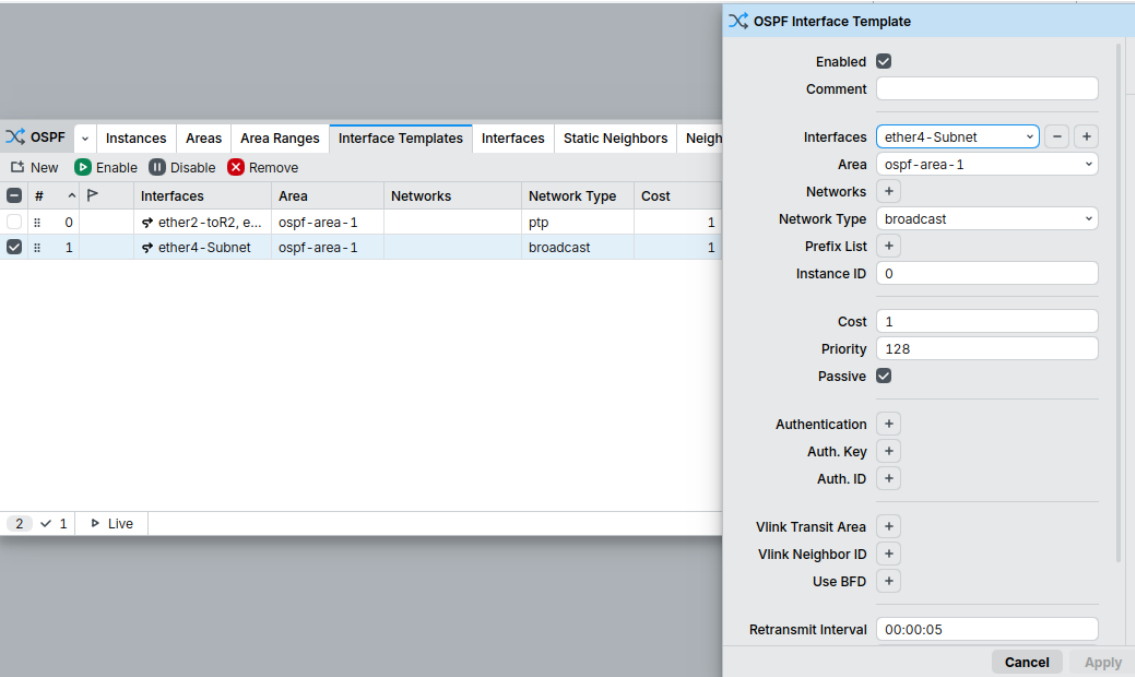 OSPF Instances Areas Area Ranges Interface Templates Interfaces Static Neighbors Neigh
New Enable Disable Remove
# Interfaces Area Networks Network Type Cost
0 ether2-toR2, e... ospf-area-1 ptp 1
1 ether4-Subnet ospf-area-1 broadcast 1
2 1 Live
OSPF Interface Template
Enabled
Comment
Interfaces ether4-Subnet
Area ospf-area-1
Networks
Network Type broadcast
Prefix List
Instance ID 0
Cost 1
Priority 128
Passive
Authentication
Auth. Key
Auth. ID
Vlink Transit Area
Vlink Neighbor ID
Use BFD
Retransmit Interval 00:00:05
Cancel Apply